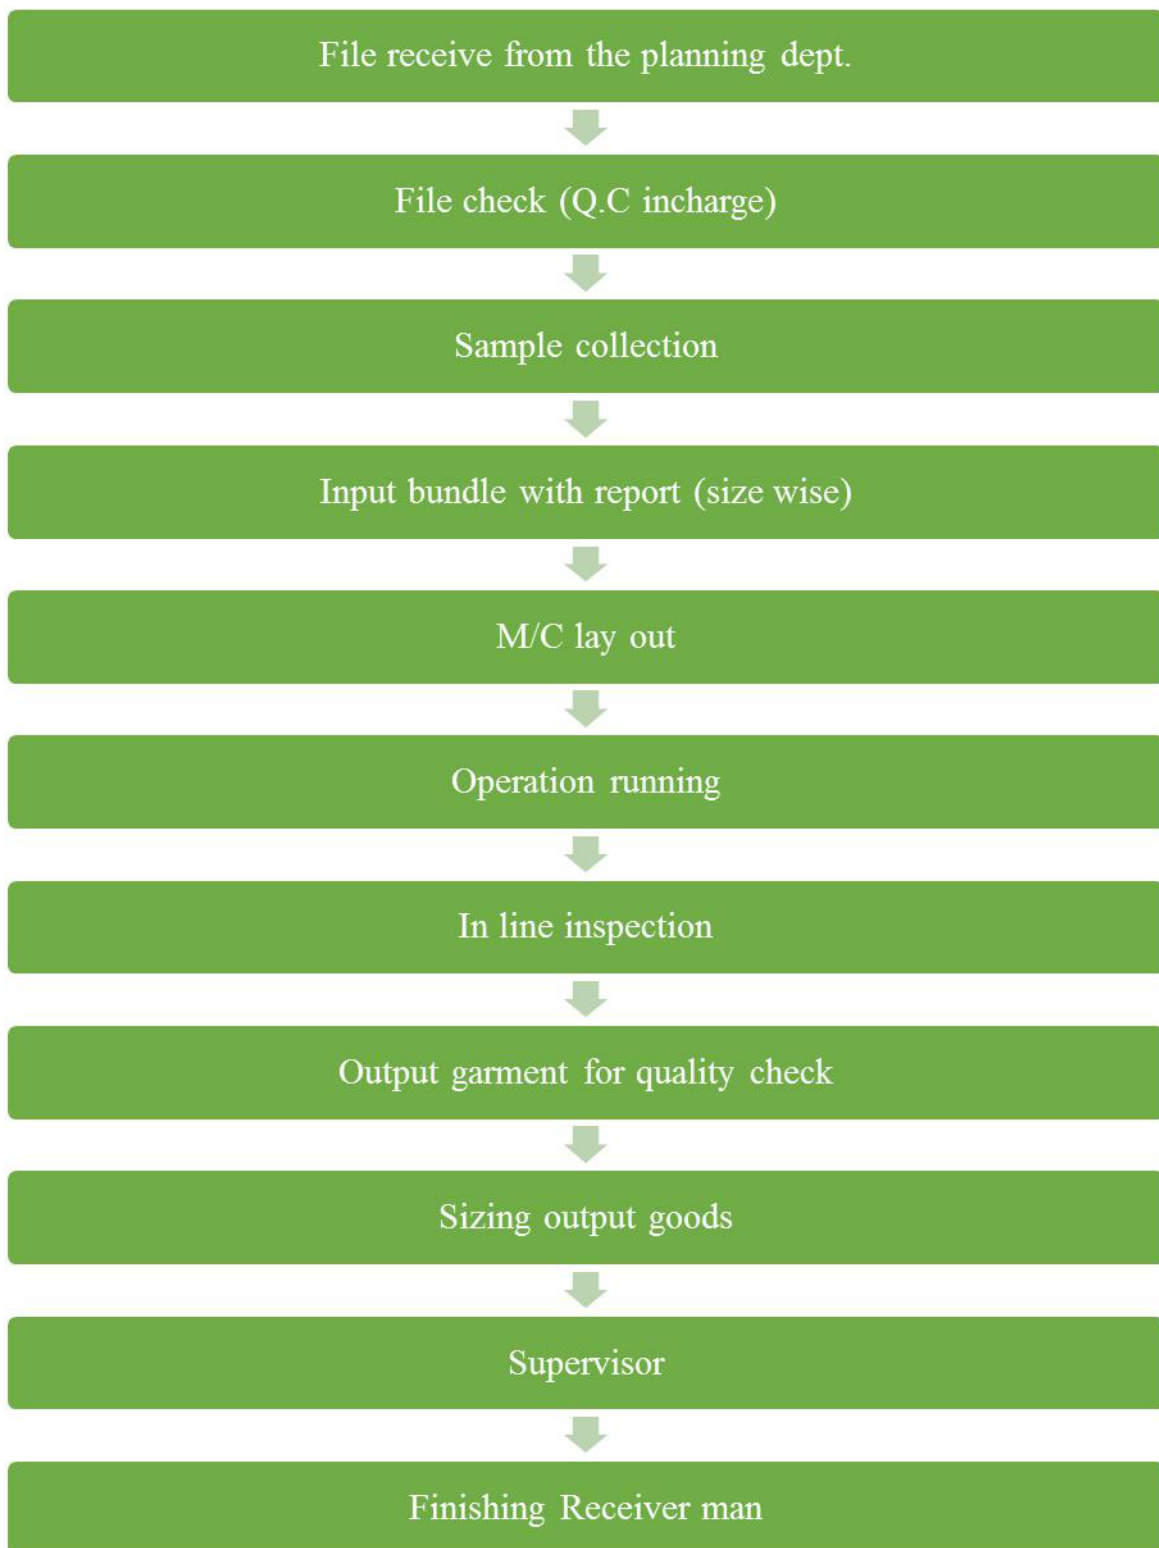 File receive from the planning dept.
File check (Q.C incharge)
Sample collection
Input bundle with report (size wise)
M/C lay out
Operation running
In line inspection
Output garment for quality check
Sizing output goods
Supervisor
Finishing Receiver man